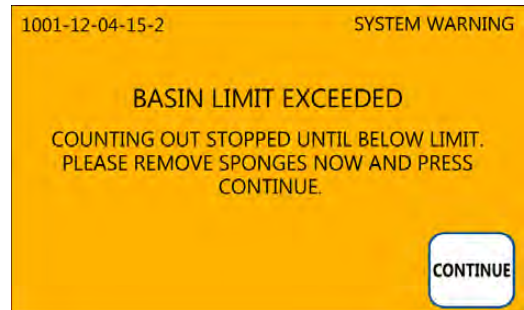 1001-12-04-15-2
SYSTEM WARNING
BASIN LIMIT EXCEEDED
COUNTING OUT STOPPED UNTIL BELOW LIMIT.
PLEASE REMOVE SPONGES NOW AND PRESS
CONTINUE.
CONTINUE